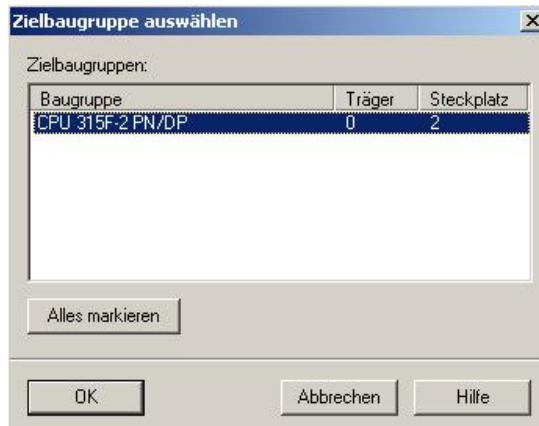 Zielbaugruppe auswählen
Zielbaugruppen:
Baugruppe Träger Steckplatz
CPU 315F-2 PN/DP 0 2
Alles markieren
OK Abbrechen Hilfe